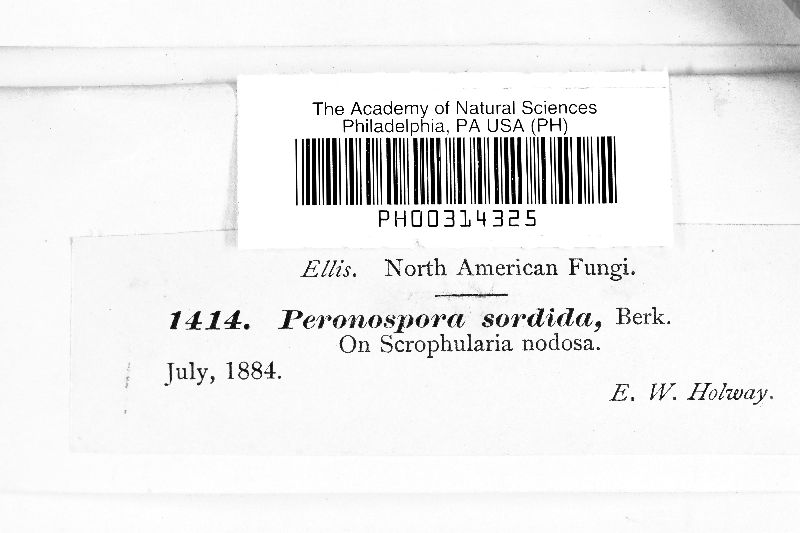 The Academy of Natural Sciences
Philadelphia, PA USA (PH)
PH00314325
Ellis. North American Fungi.
1414. Peronospora sordida, Berk.
On Scrophularia nodosa.
July, 1884.
E. W. Holway.